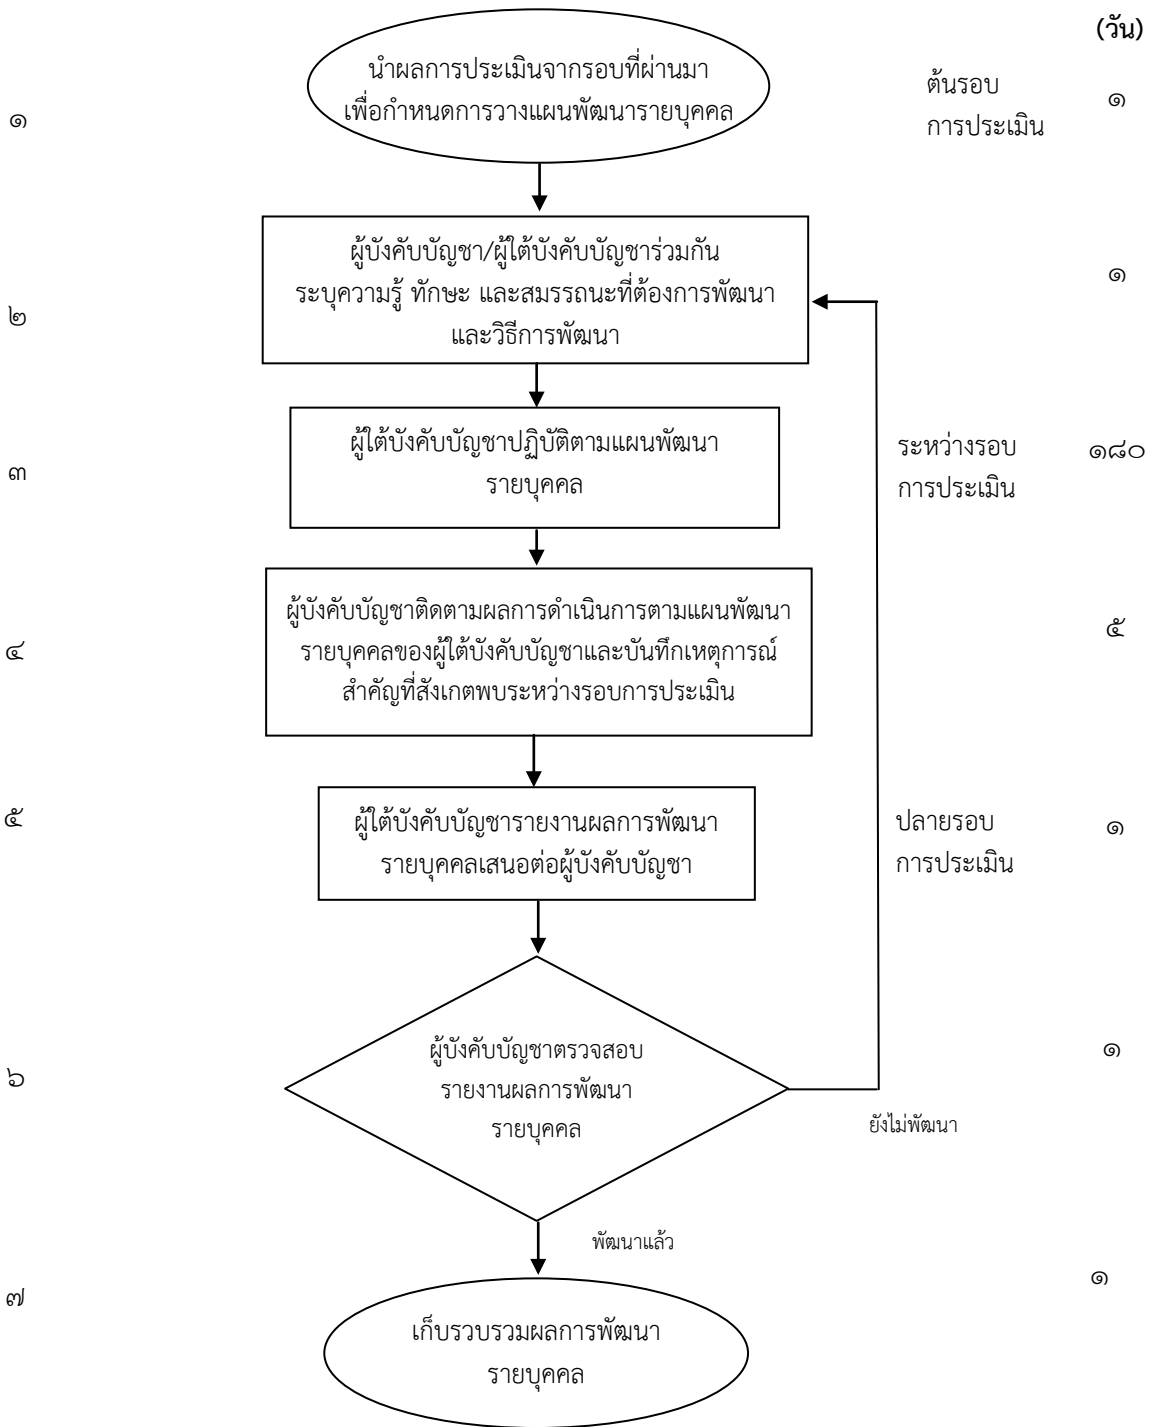 (วัน)
นำผลการประเมินจากรอบที่ผ่านมา
เพื่อกำหนดการวางแผนพัฒนารายบุคคล
ต้นรอบ
การประเมิน
๑
๑
ผู้บังคับบัญชา/ผู้ใต้บังคับบัญชาร่วมกัน
ระบุความรู้ ทักษะ และสมรรถนะที่ต้องการพัฒนา
และวิธีการพัฒนา
๑
๒
ผู้ใต้บังคับบัญชาปฏิบัติตามแผนพัฒนา
รายบุคคล
ระหว่างรอบ
การประเมิน
๑๘๐
๓
ผู้บังคับบัญชาติดตามผลการดำเนินการตามแผนพัฒนา
รายบุคคลของผู้ใต้บังคับบัญชาและบันทึกเหตุการณ์
สำคัญที่สังเกตพบระหว่างรอบการประเมิน
๕
๔
ผู้ใต้บังคับบัญชารายงานผลการพัฒนา
รายบุคคลเสนอต่อผู้บังคับบัญชา
ปลายรอบ
การประเมิน
๑
๕
ผู้บังคับบัญชาตรวจสอบ
รายงานผลการพัฒนา
รายบุคคล
๑
๖
ยังไม่พัฒนา
พัฒนาแล้ว
๑
๗
เก็บรวบรวมผลการพัฒนา
รายบุคคล